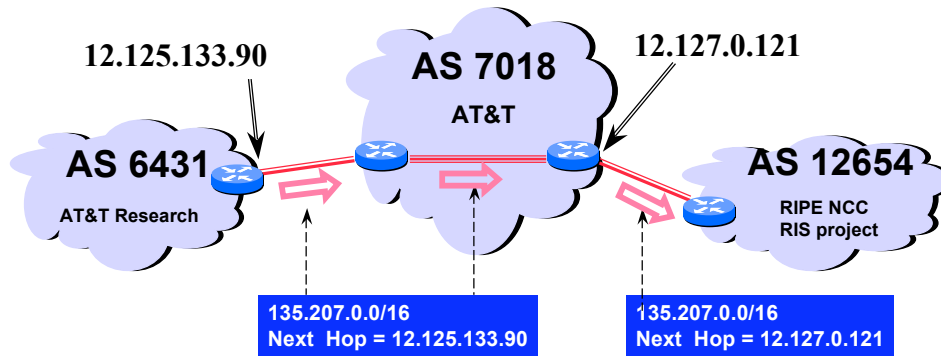 12.125.133.90
12.127.0.121
AS 7018
AT&T
AS 6431
AT&T Research
AS 12654
RIPE NCC
RIS project
135.207.0.0/16
Next Hop = 12.125.133.90
135.207.0.0/16
Next Hop = 12.127.0.121